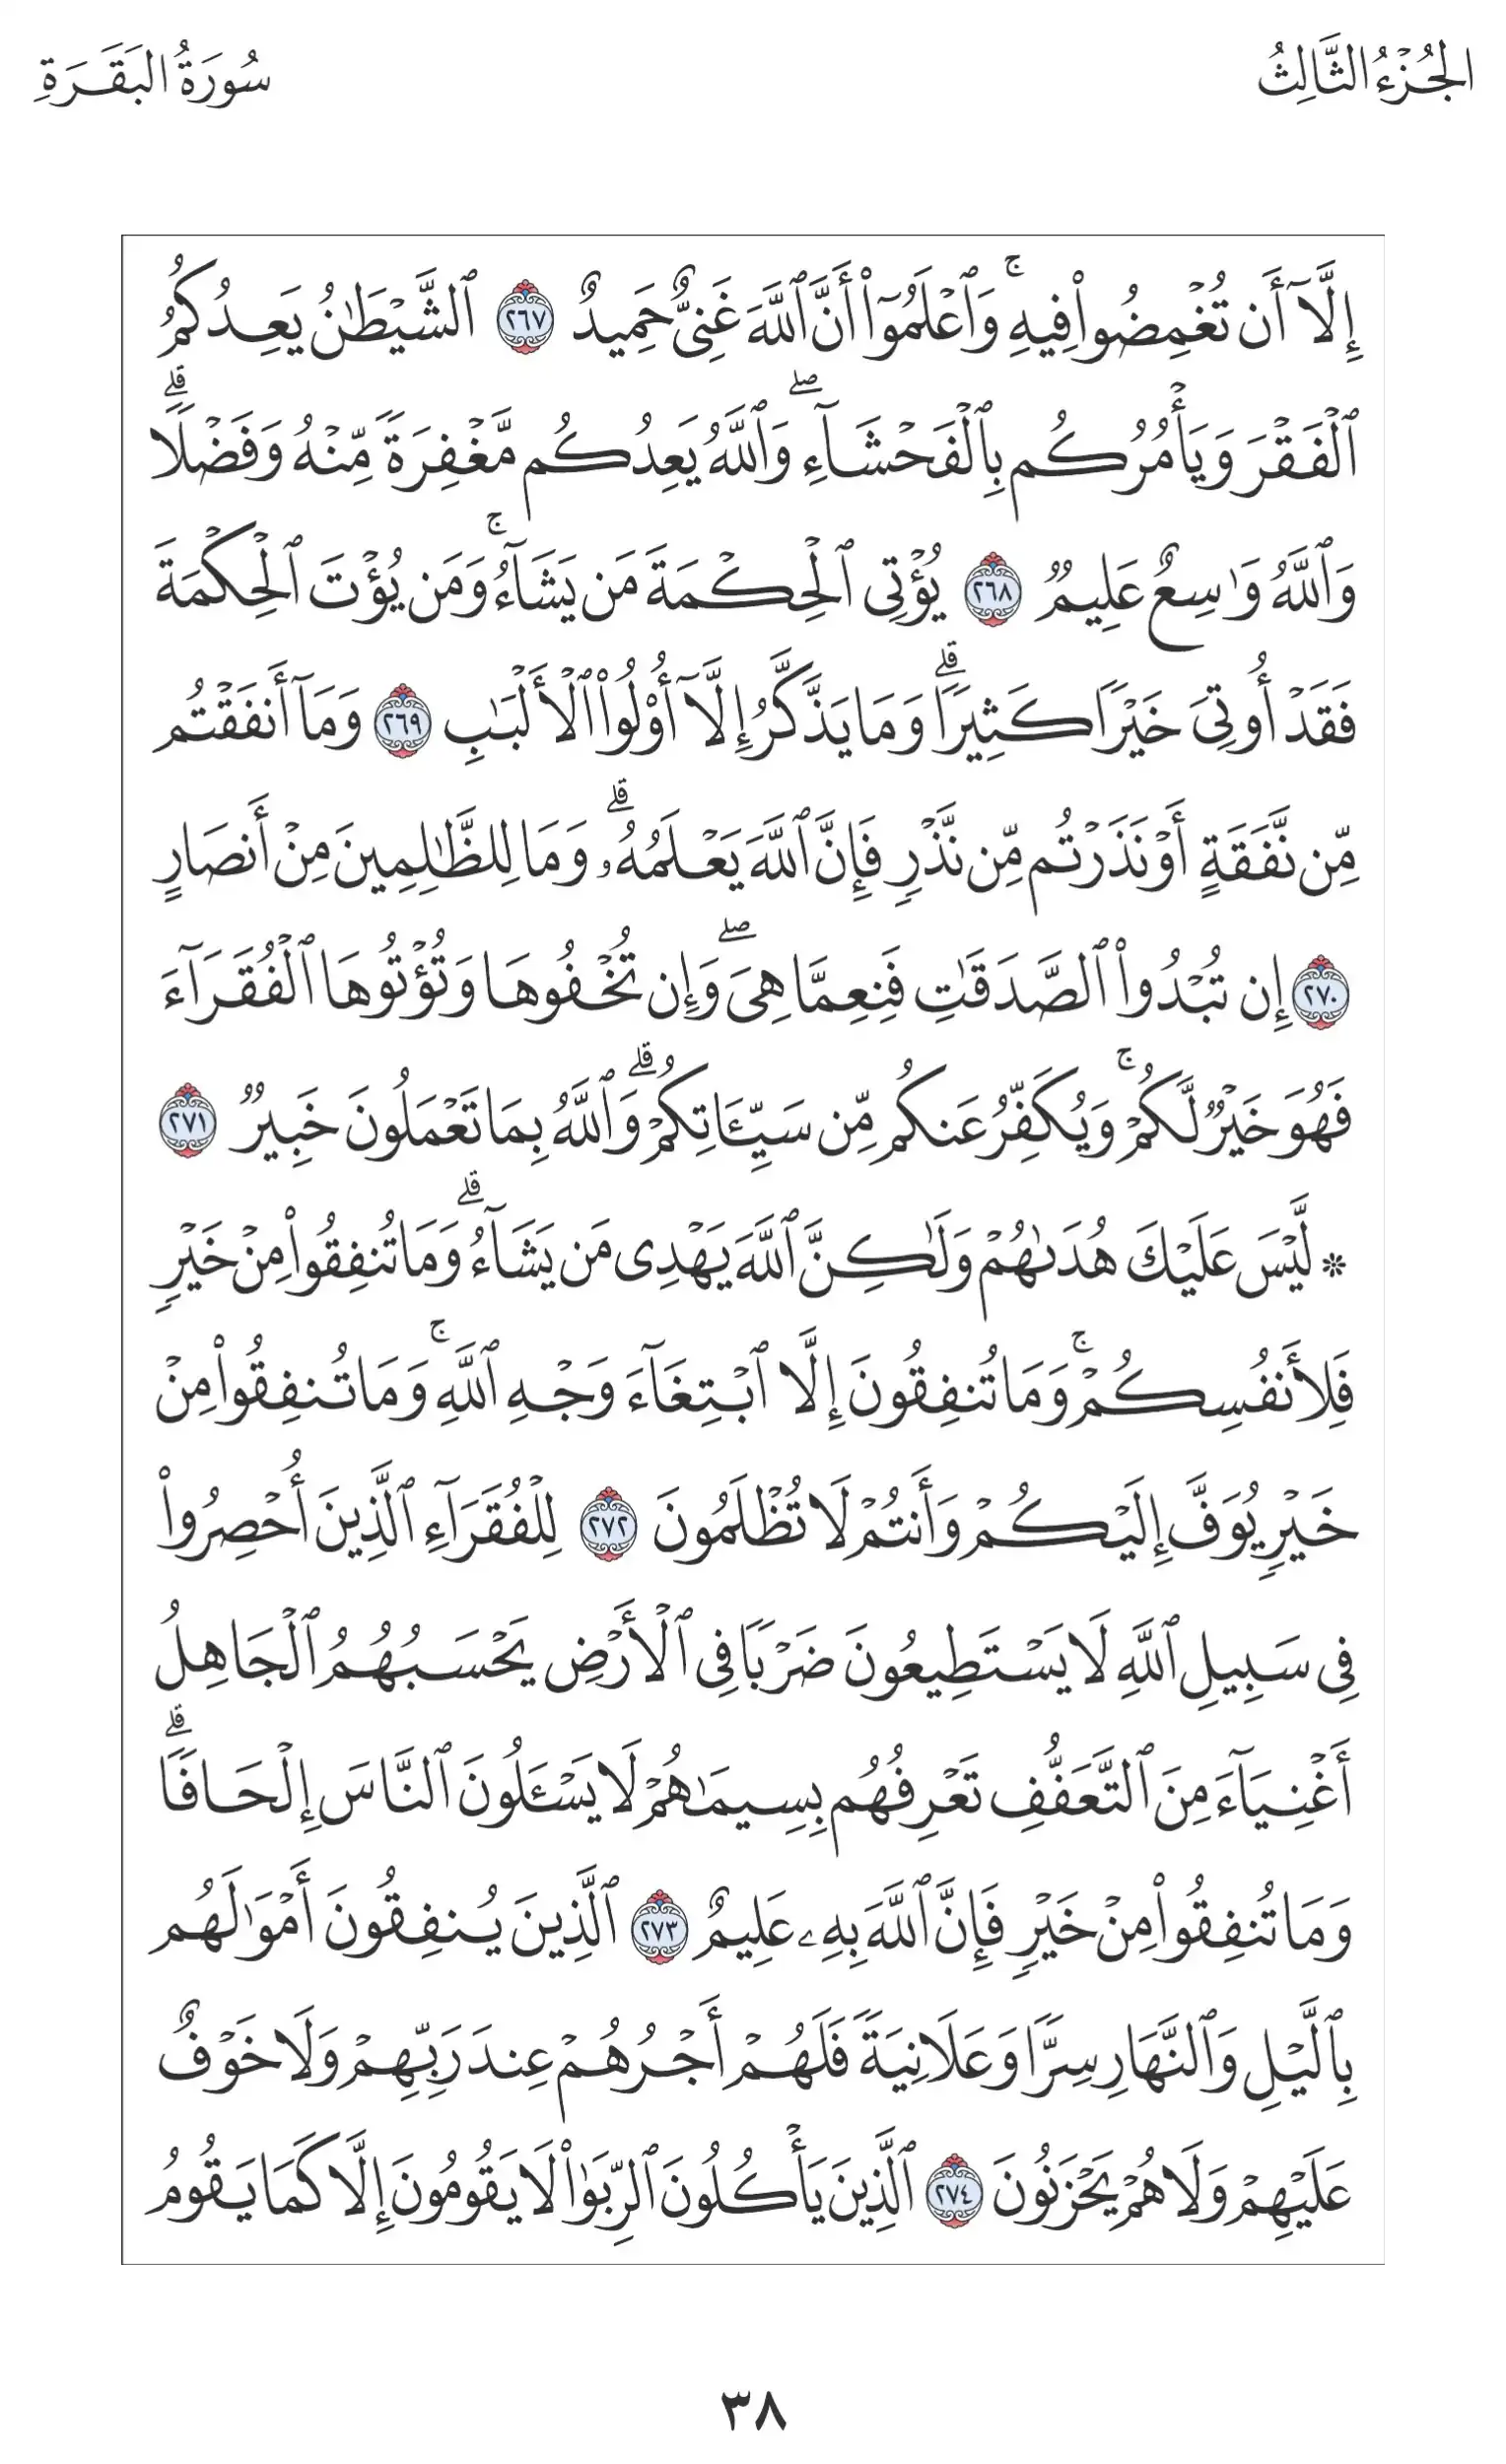 الجُزْءُ الثَّالِثُ
سُورَةُ البَقَرَةِ
إِلَّآ أَن تُغْمِضُوا۟ فِيهِ ۚ وَٱعْلَمُوٓا۟ أَنَّ ٱللَّهَ غَنِىٌّ حَمِيدٌ ٢٦٧ ٱلشَّيْطَٰنُ يَعِدُكُمُ
ٱلْفَقْرَ وَيَأْمُرُكُم بِٱلْفَحْشَآءِ ۖ وَٱللَّهُ يَعِدُكُم مَّغْفِرَةً مِّنْهُ وَفَضْلًا ۗ
وَٱللَّهُ وَٰسِعٌ عَلِيمٌ ٢٦٨ يُؤْتِى ٱلْحِكْمَةَ مَن يَشَآءُ ۚ وَمَن يُؤْتَ ٱلْحِكْمَةَ
فَقَدْ أُوتِىَ خَيْرًا كَثِيرًا ۗ وَمَا يَذَّكَّرُ إِلَّآ أُو۟لُوا۟ ٱلْأَلْبَٰبِ ٢٦٩ وَمَآ أَنفَقْتُم
مِّن نَّفَقَةٍ أَوْ نَذَرْتُم مِّن نَّذْرٍ فَإِنَّ ٱللَّهَ يَعْلَمُهُۥ ۗ وَمَا لِلظَّٰلِمِينَ مِنْ أَنصَارٍ
٢٧٠ إِن تُبْدُوا۟ ٱلصَّدَقَٰتِ فَنِعِمَّا هِىَ ۖ وَإِن تُخْفُوهَا وَتُؤْتُوهَا ٱلْفُقَرَآءَ
فَهُوَ خَيْرٌ لَّكُمْ ۚ وَيُكَفِّرُ عَنكُم مِّن سَيِّـَٔاتِكُمْ ۗ وَٱللَّهُ بِمَا تَعْمَلُونَ خَبِيرٌ ٢٧١
* لَّيْسَ عَلَيْكَ هُدَىٰهُمْ وَلَٰكِنَّ ٱللَّهَ يَهْدِى مَن يَشَآءُ ۗ وَمَا تُنفِقُوا۟ مِنْ خَيْرٍ
فَلِأَنفُسِكُمْ ۚ وَمَا تُنفِقُونَ إِلَّا ٱبْتِغَآءَ وَجْهِ ٱللَّهِ ۚ وَمَا تُنفِقُوا۟ مِنْ
خَيْرٍ يُوَفَّ إِلَيْكُمْ وَأَنتُمْ لَا تُظْلَمُونَ ٢٧٢ لِلْفُقَرَآءِ ٱلَّذِينَ أُحْصِرُوا۟
فِى سَبِيلِ ٱللَّهِ لَا يَسْتَطِيعُونَ ضَرْبًا فِى ٱلْأَرْضِ يَحْسَبُهُمُ ٱلْجَاهِلُ
أَغْنِيَآءَ مِنَ ٱلتَّعَفُّفِ تَعْرِفُهُم بِسِيمَٰهُمْ لَا يَسْـَٔلُونَ ٱلنَّاسَ إِلْحَافًا ۗ
وَمَا تُنفِقُوا۟ مِنْ خَيْرٍ فَإِنَّ ٱللَّهَ بِهِۦ عَلِيمٌ ٢٧٣ ٱلَّذِينَ يُنفِقُونَ أَمْوَٰلَهُم
بِٱلَّيْلِ وَٱلنَّهَارِ سِرًّا وَعَلَانِيَةً فَلَهُمْ أَجْرُهُمْ عِندَ رَبِّهِمْ وَلَا خَوْفٌ
عَلَيْهِمْ وَلَا هُمْ يَحْزَنُونَ ٢٧٤ ٱلَّذِينَ يَأْكُلُونَ ٱلرِّبَوٰا۟ لَا يَقُومُونَ إِلَّا كَمَا يَقُومُ
٣٨